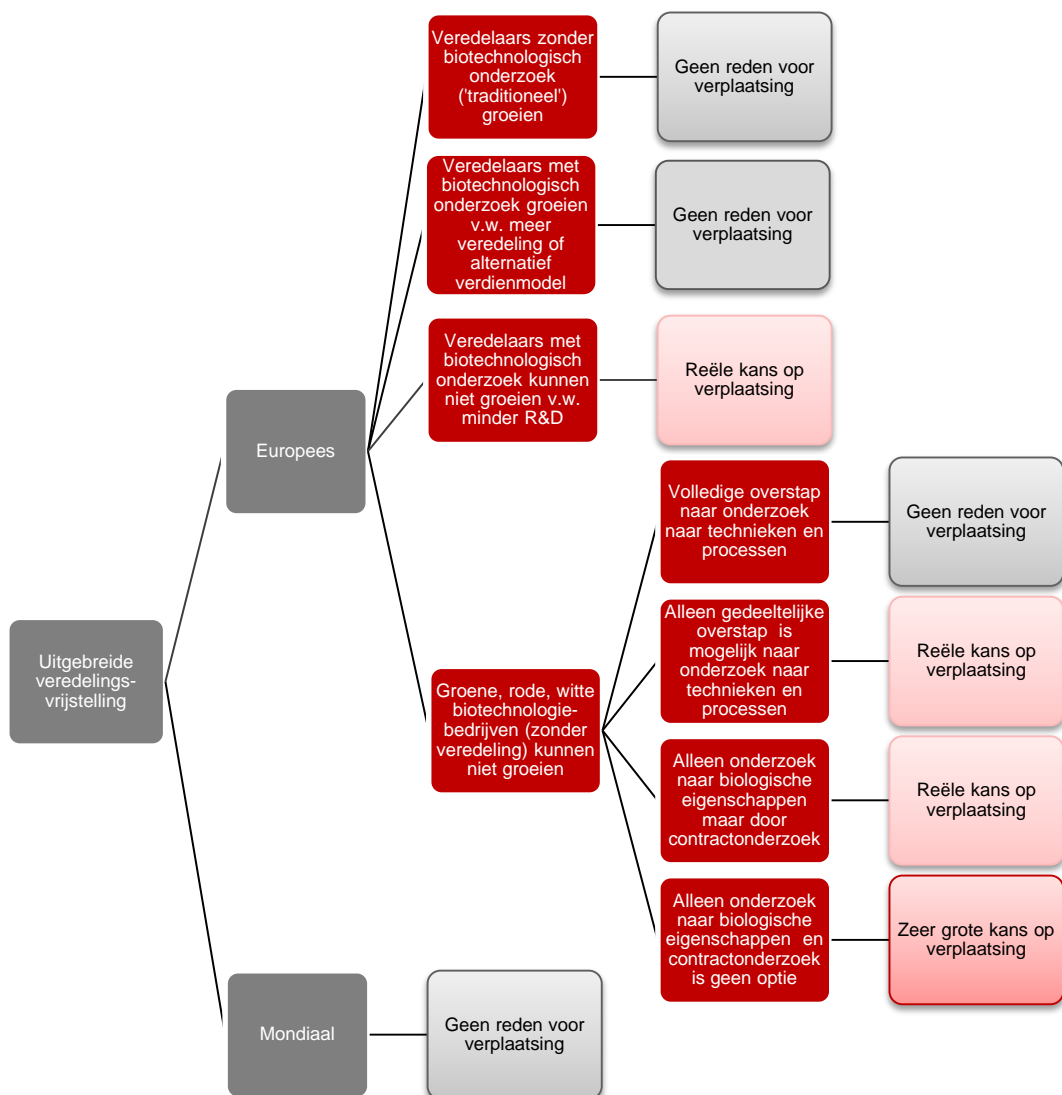 Veredelaars zonder
biotechnologisch
onderzoek
('traditioneel')
groeien
Geen reden voor
verplaatsing
Veredelaars met
biotechnologisch
onderzoek groeien
v.w. meer
veredeling of
alternatief
verdienmodel
Geen reden voor
verplaatsing
Veredelaars met
biotechnologisch
onderzoek kunnen
niet groeien v.w.
minder R&D
Reële kans op
verplaatsing
Europees
Volledige overstap
naar onderzoek
naar technieken en
processen
Geen reden voor
verplaatsing
Alleen gedeeltelijke
overstap is
mogelijk naar
onderzoek naar
technieken en
processen
Reële kans op
verplaatsing
Uitgebreide
veredelings-
vrijstelling
Groene, rode, witte
biotechnologie-
bedrijven (zonder
veredeling) kunnen
niet groeien
Alleen onderzoek
naar biologische
eigenschappen
maar door
contractonderzoek
Reële kans op
verplaatsing
Alleen onderzoek
naar biologische
eigenschappen en
contractonderzoek
is geen optie
Zeer grote kans op
verplaatsing
Mondiaal
Geen reden voor
verplaatsing